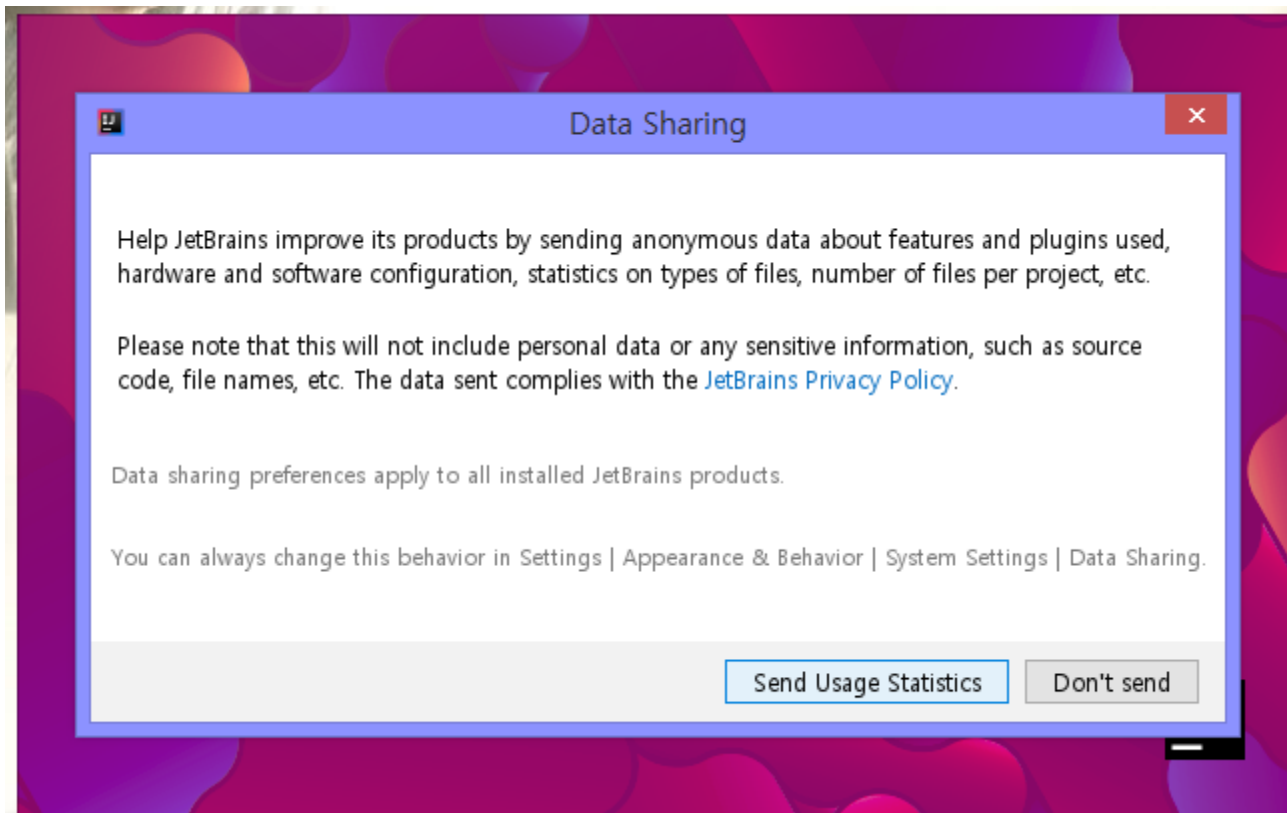 Data Sharing
Help JetBrains improve its products by sending anonymous data about features and plugins used,
hardware and software configuration, statistics on types of files, number of files per project, etc.
Please note that this will not include personal data or any sensitive information, such as source
code, file names, etc. The data sent complies with the JetBrains Privacy Policy.
Data sharing preferences apply to all installed JetBrains products.
You can always change this behavior in Settings | Appearance & Behavior | System Settings | Data Sharing.
Send Usage Statistics
Don't send